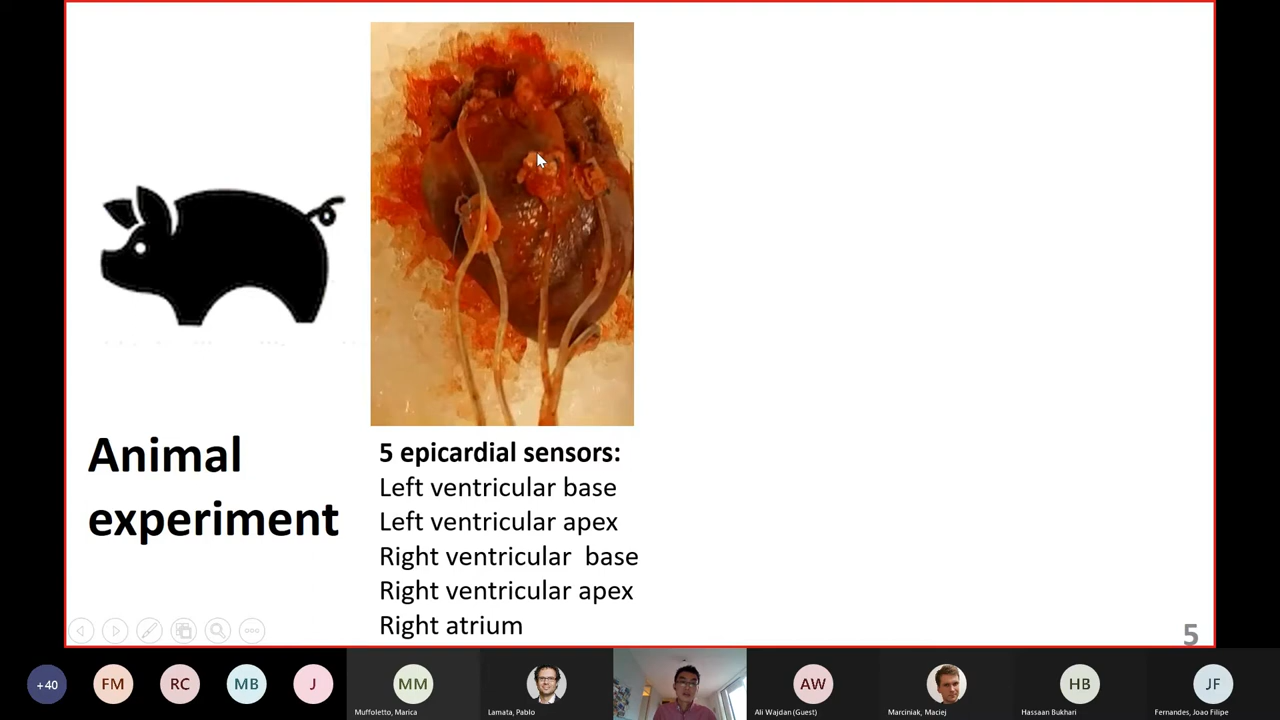 Animal
experiment
5 epicardial sensors:
Left ventricular base
Left ventricular apex
Right ventricular  base
Right ventricular apex
Right atrium
5
+40
FM
RC
MB
J
MM
Muffoletto, Marica
Lamata, Pablo
AW
Ali Wajdan (Guest)
Marciniak, Maciej
HB
Hassaan Bukhari
JF
Fernandes, Joao Filipe